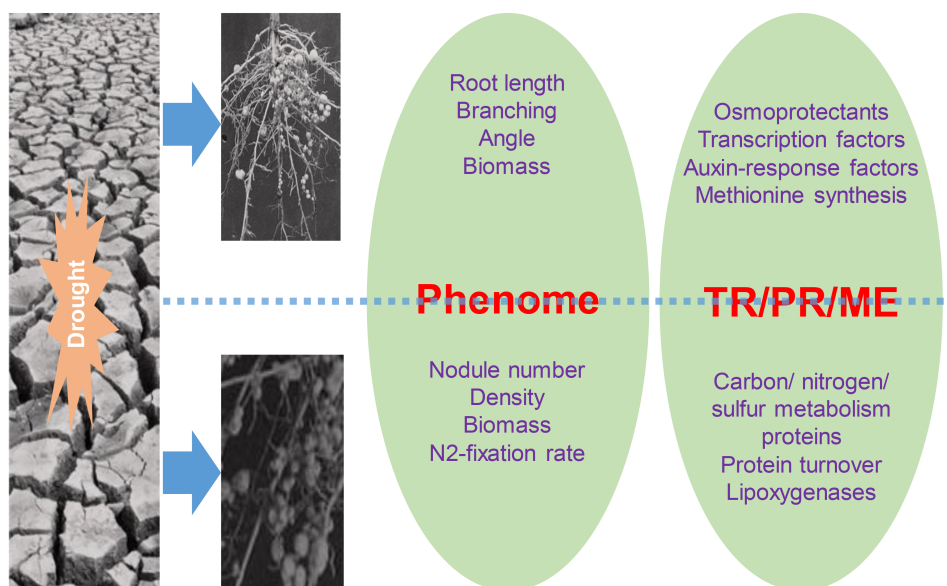 Drought
Root length
Branching
Angle
Biomass
Phenome
Nodule number
Density
Biomass
N2-fixation rate
Osmoprotectants
Transcription factors
Auxin-response factors
Methionine synthesis
TR/PR/ME
Carbon/ nitrogen/
sulfur metabolism
proteins
Protein turnover
Lipoxygenases